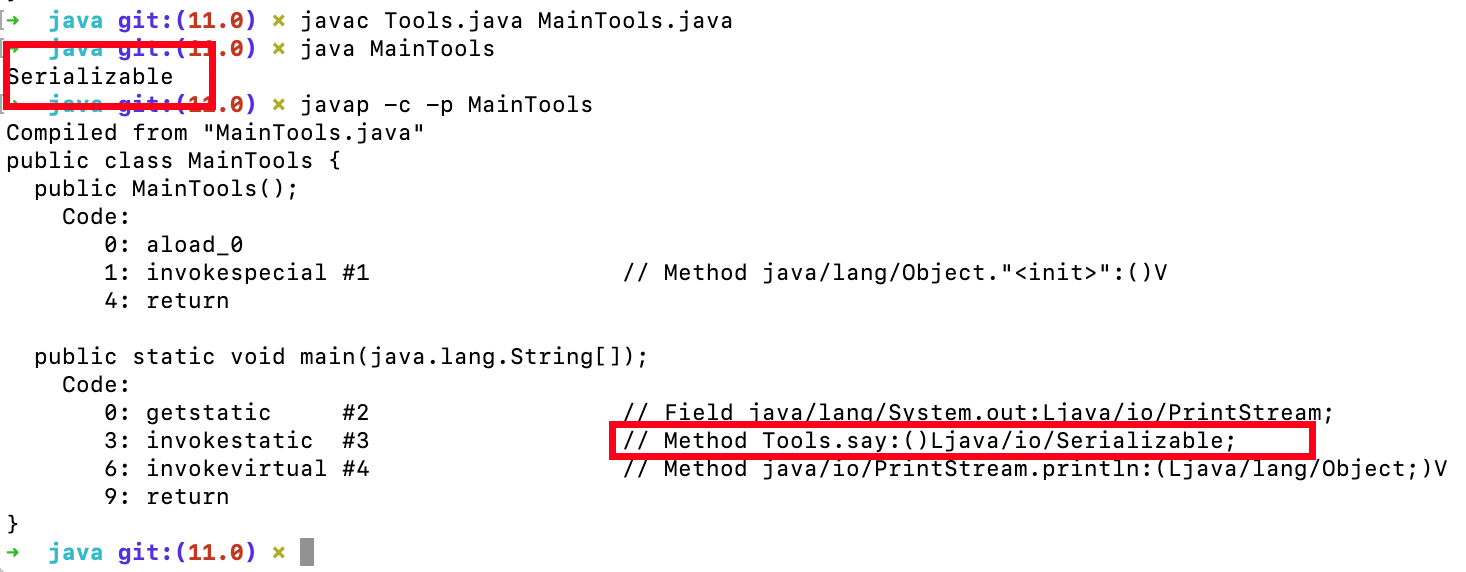 ➜ java git:(11.0) ✗ javac Tools.java MainTools.java
➜ java git:(11.0) ✗ java MainTools
Serializable
➜ java git:(11.0) ✗ javap -c -p MainTools
Compiled from "MainTools.java"
public class MainTools {
  public MainTools();
    Code:
       0: aload_0
       1: invokespecial #1                  // Method java/lang/Object."<init>":()V
       4: return

  public static void main(java.lang.String[]);
    Code:
       0: getstatic     #2                  // Field java/lang/System.out:Ljava/io/PrintStream;
       3: invokestatic  #3                  // Method Tools.say:()Ljava/io/Serializable;
       6: invokevirtual #4                  // Method java/io/PrintStream.println:(Ljava/lang/Object;)V
       9: return
}
➜ java git:(11.0) ✗